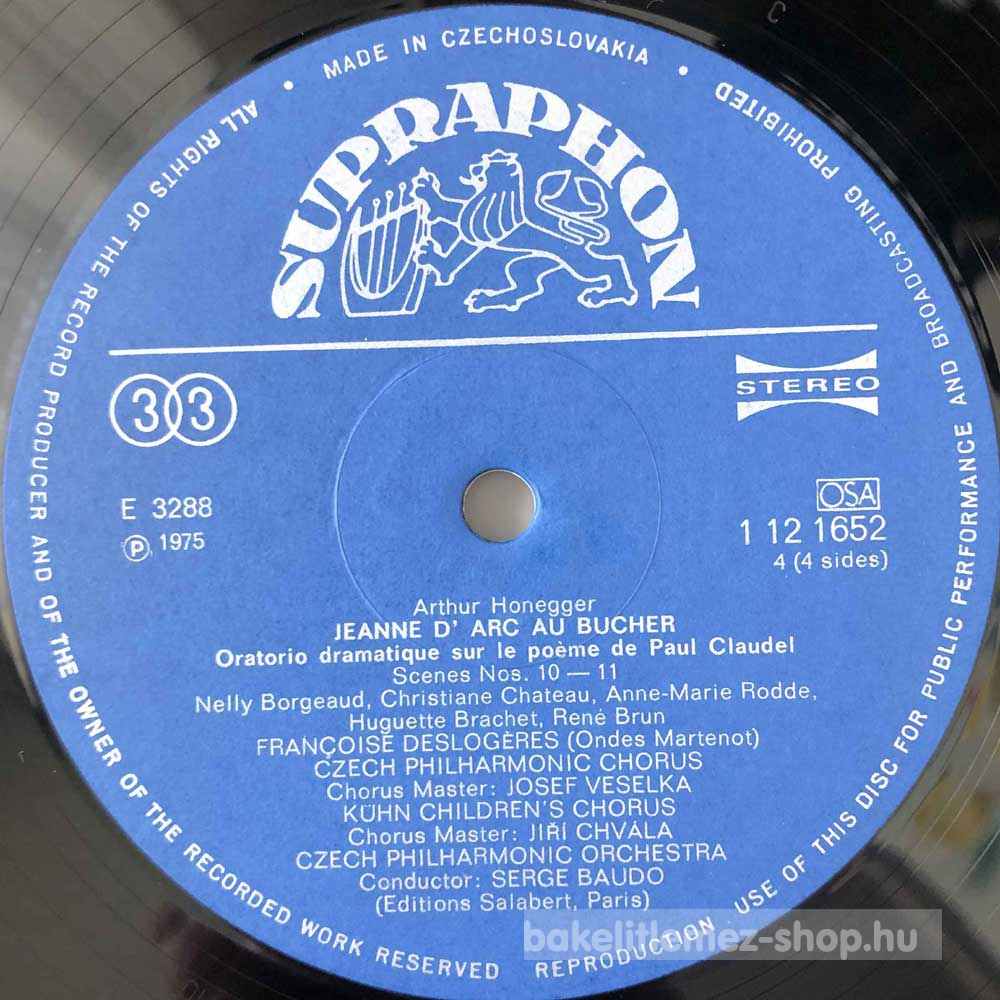 ALL RIGHTS OF THE RECORD PRODUCER AND OF THE OWNER OF THE RECORDED WORK RESERVED
• MADE IN CZECHOSLOVAKIA •
REPRODUCTION, USE OF THIS DISC FOR PUBLIC PERFORMANCE AND BROADCASTING PROHIBITED
SUPRAPHON
33
STEREO
E 3288
Ⓟ 1975
OSA
1 12 1652
4 (4 sides)
Arthur Honegger
JEANNE D' ARC AU BUCHER
Oratorio dramatique sur le poème de Paul Claudel
Scenes Nos. 10 — 11
Nelly Borgeaud, Christiane Chateau, Anne-Marie Rodde,
Huguette Brachet, René Brun
FRANÇOISE DESLOGÈRES (Ondes Martenot)
CZECH PHILHARMONIC CHORUS
Chorus Master: JOSEF VESELKA
KÜHN CHILDREN'S CHORUS
Chorus Master: JIŘÍ CHVÁLA
CZECH PHILHARMONIC ORCHESTRA
Conductor: SERGE BAUDO
(Editions Salabert, Paris)
bakelitlemez-shop.hu